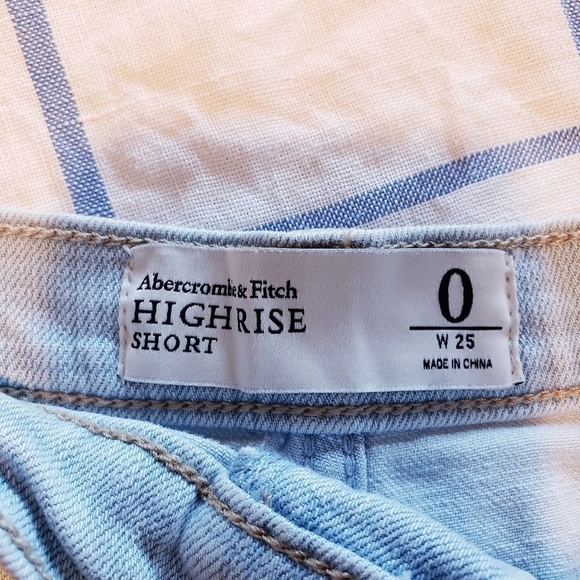 Abercrombie & Fitch
HIGHRISE
SHORT
0
W 25
MADE IN CHINA